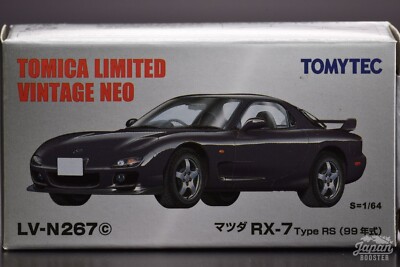 TOMICA LIMITED
VINTAGE NEO
TOMYTEC
S=1/64
LV-N267ⓒ
マツダ RX-7 Type RS (99年式)
Japan
BOOSTER